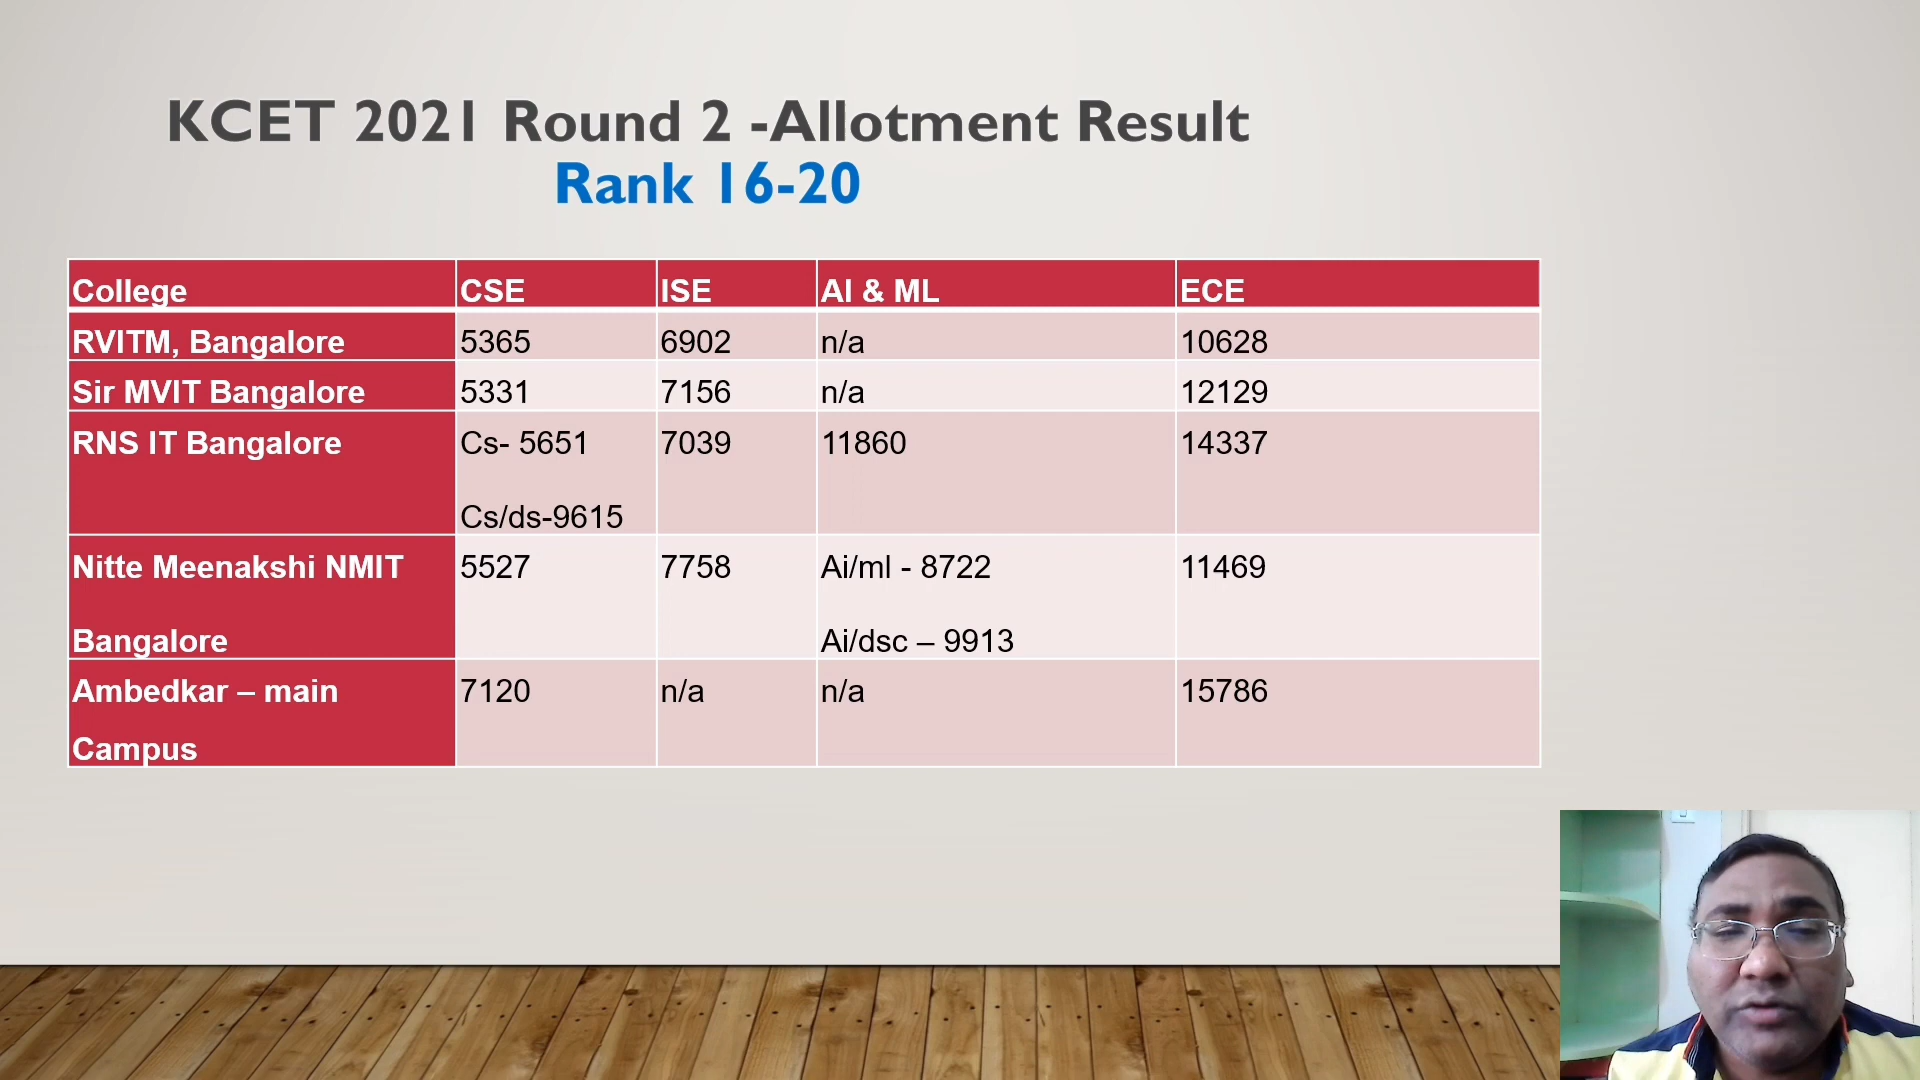 KCET 2021 Round 2 -Allotment Result
Rank 16-20
College CSE ISE AI & ML ECE
RVITM, Bangalore 5365 6902 n/a 10628
Sir MVIT Bangalore 5331 7156 n/a 12129
RNS IT Bangalore Cs- 5651 7039 11860 14337
Cs/ds-9615
Nitte Meenakshi NMIT 5527 7758 Ai/ml - 8722 11469
Bangalore Ai/dsc – 9913
Ambedkar – main 7120 n/a n/a 15786
Campus